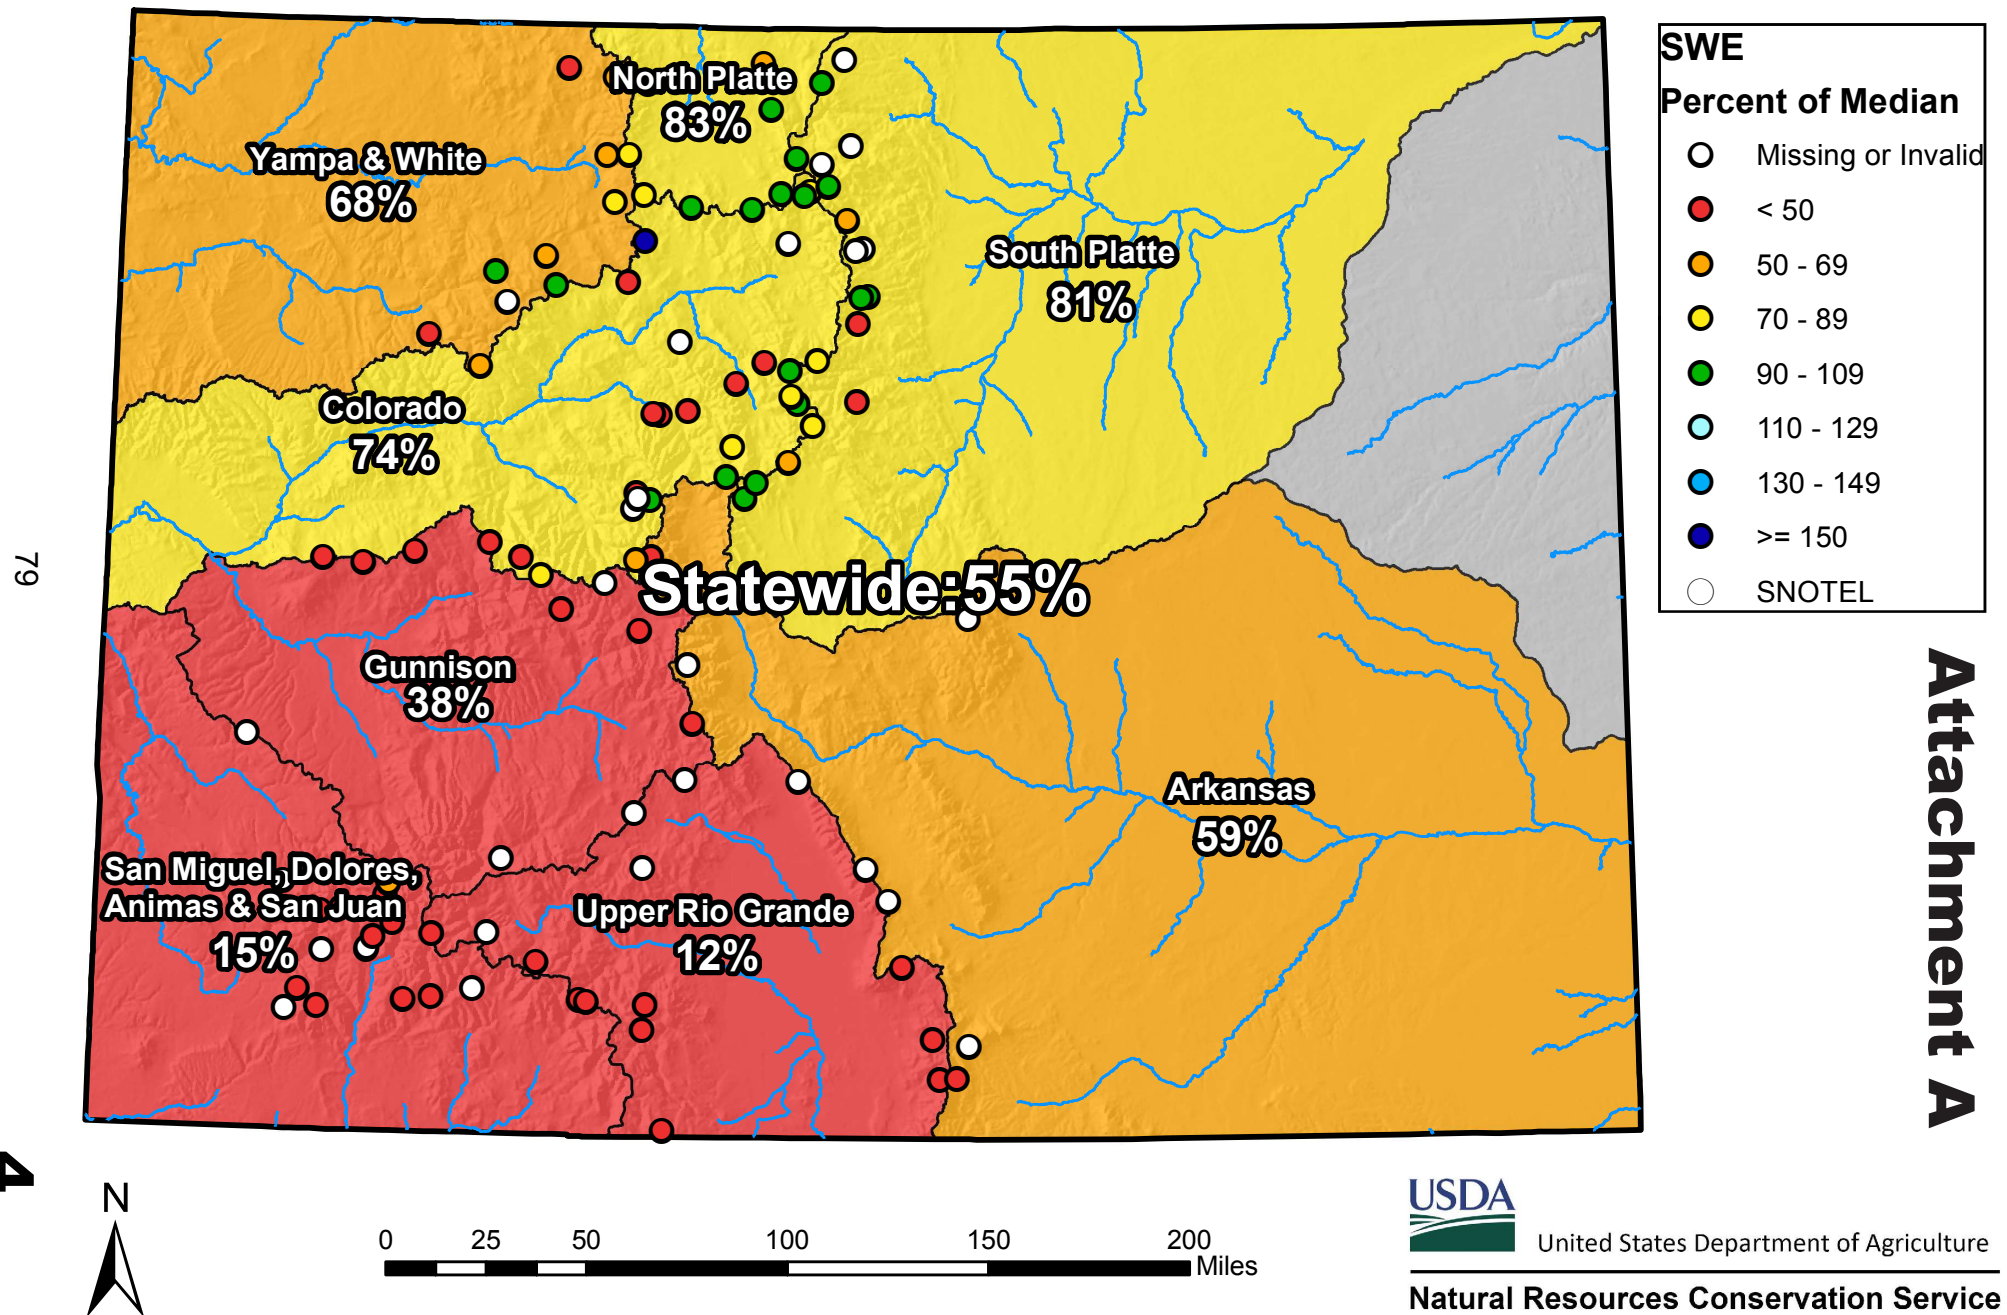 North Platte
83%
Yampa & White
68%
South Platte
81%
Colorado
74%
Statewide:55%
Gunnison
38%
Arkansas
59%
San Miguel, Dolores,
Animas & San Juan
15%
Upper Rio Grande
12%
SWE
Percent of Median
Missing or Invalid
< 50
50 - 69
70 - 89
90 - 109
110 - 129
130 - 149
>= 150
SNOTEL
Attachment A
79
4
N
0 25 50 100 150 200
Miles
USDA
United States Department of Agriculture
Natural Resources Conservation Service